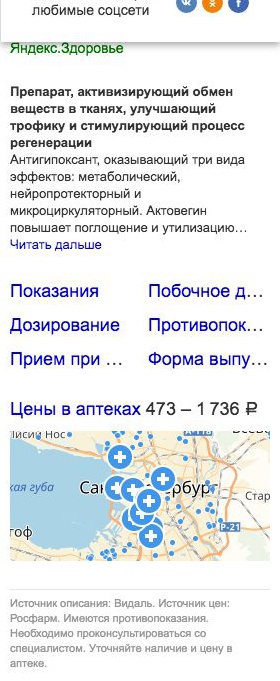 любимые соцсети
Яндекс.Здоровье
Препарат, активизирующий обмен
веществ в тканях, улучшающий
трофику и стимулирующий процесс
регенерации
Антигипоксант, оказывающий три вида
эффектов: метаболический,
нейропротекторный и
микроциркуляторный. Актовегин
повышает поглощение и утилизацию...
Читать дальше
Показания Побочное д...
Дозирование Противопок...
Прием при ... Форма выпу...
Цены в аптеках 473 – 1 736 ₽
Лисий Нос А-118
ская губа Санкт-Петербург Стар
гоф Р-21
Источник описания: Видаль. Источник цен:
Росфарм. Имеются противопоказания.
Необходимо проконсультироваться со
специалистом. Уточняйте наличие и цену в
аптеке.